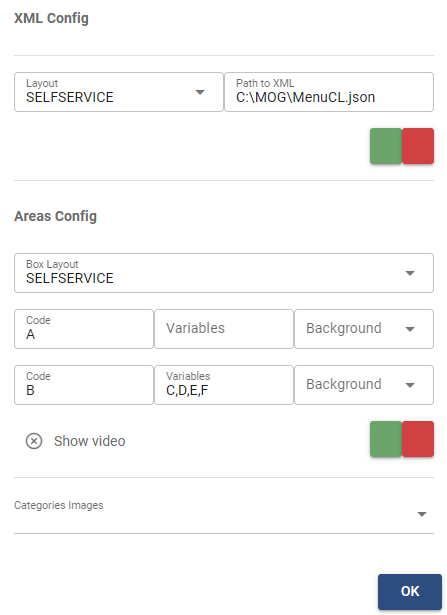 XML Config
Layout
SELFSERVICE
Path to XML
C:\MOG\MenuCL.json
Areas Config
Box Layout
SELFSERVICE
Code
A
Variables
Background
Code
B
Variables
C,D,E,F
Background
Show video
Categories Images
OK